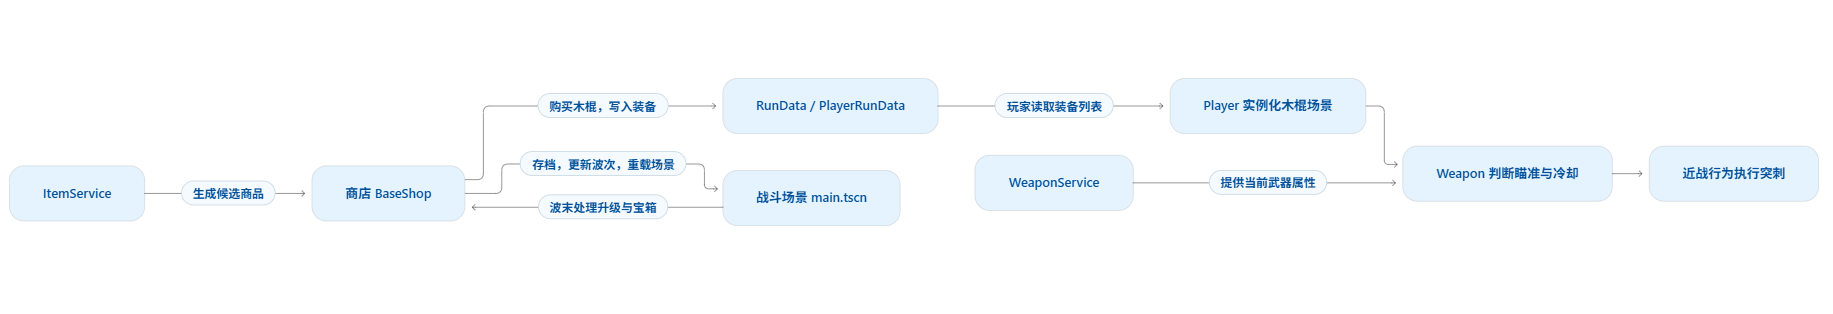 ItemService
生成候选商品
商店 BaseShop
购买木棍，写入装备
存档，更新波次，重载场景
波末处理升级与宝箱
RunData / PlayerRunData
战斗场景 main.tscn
玩家读取装备列表
WeaponService
Player 实例化木棍场景
提供当前武器属性
Weapon 判断瞄准与冷却
近战行为执行突刺